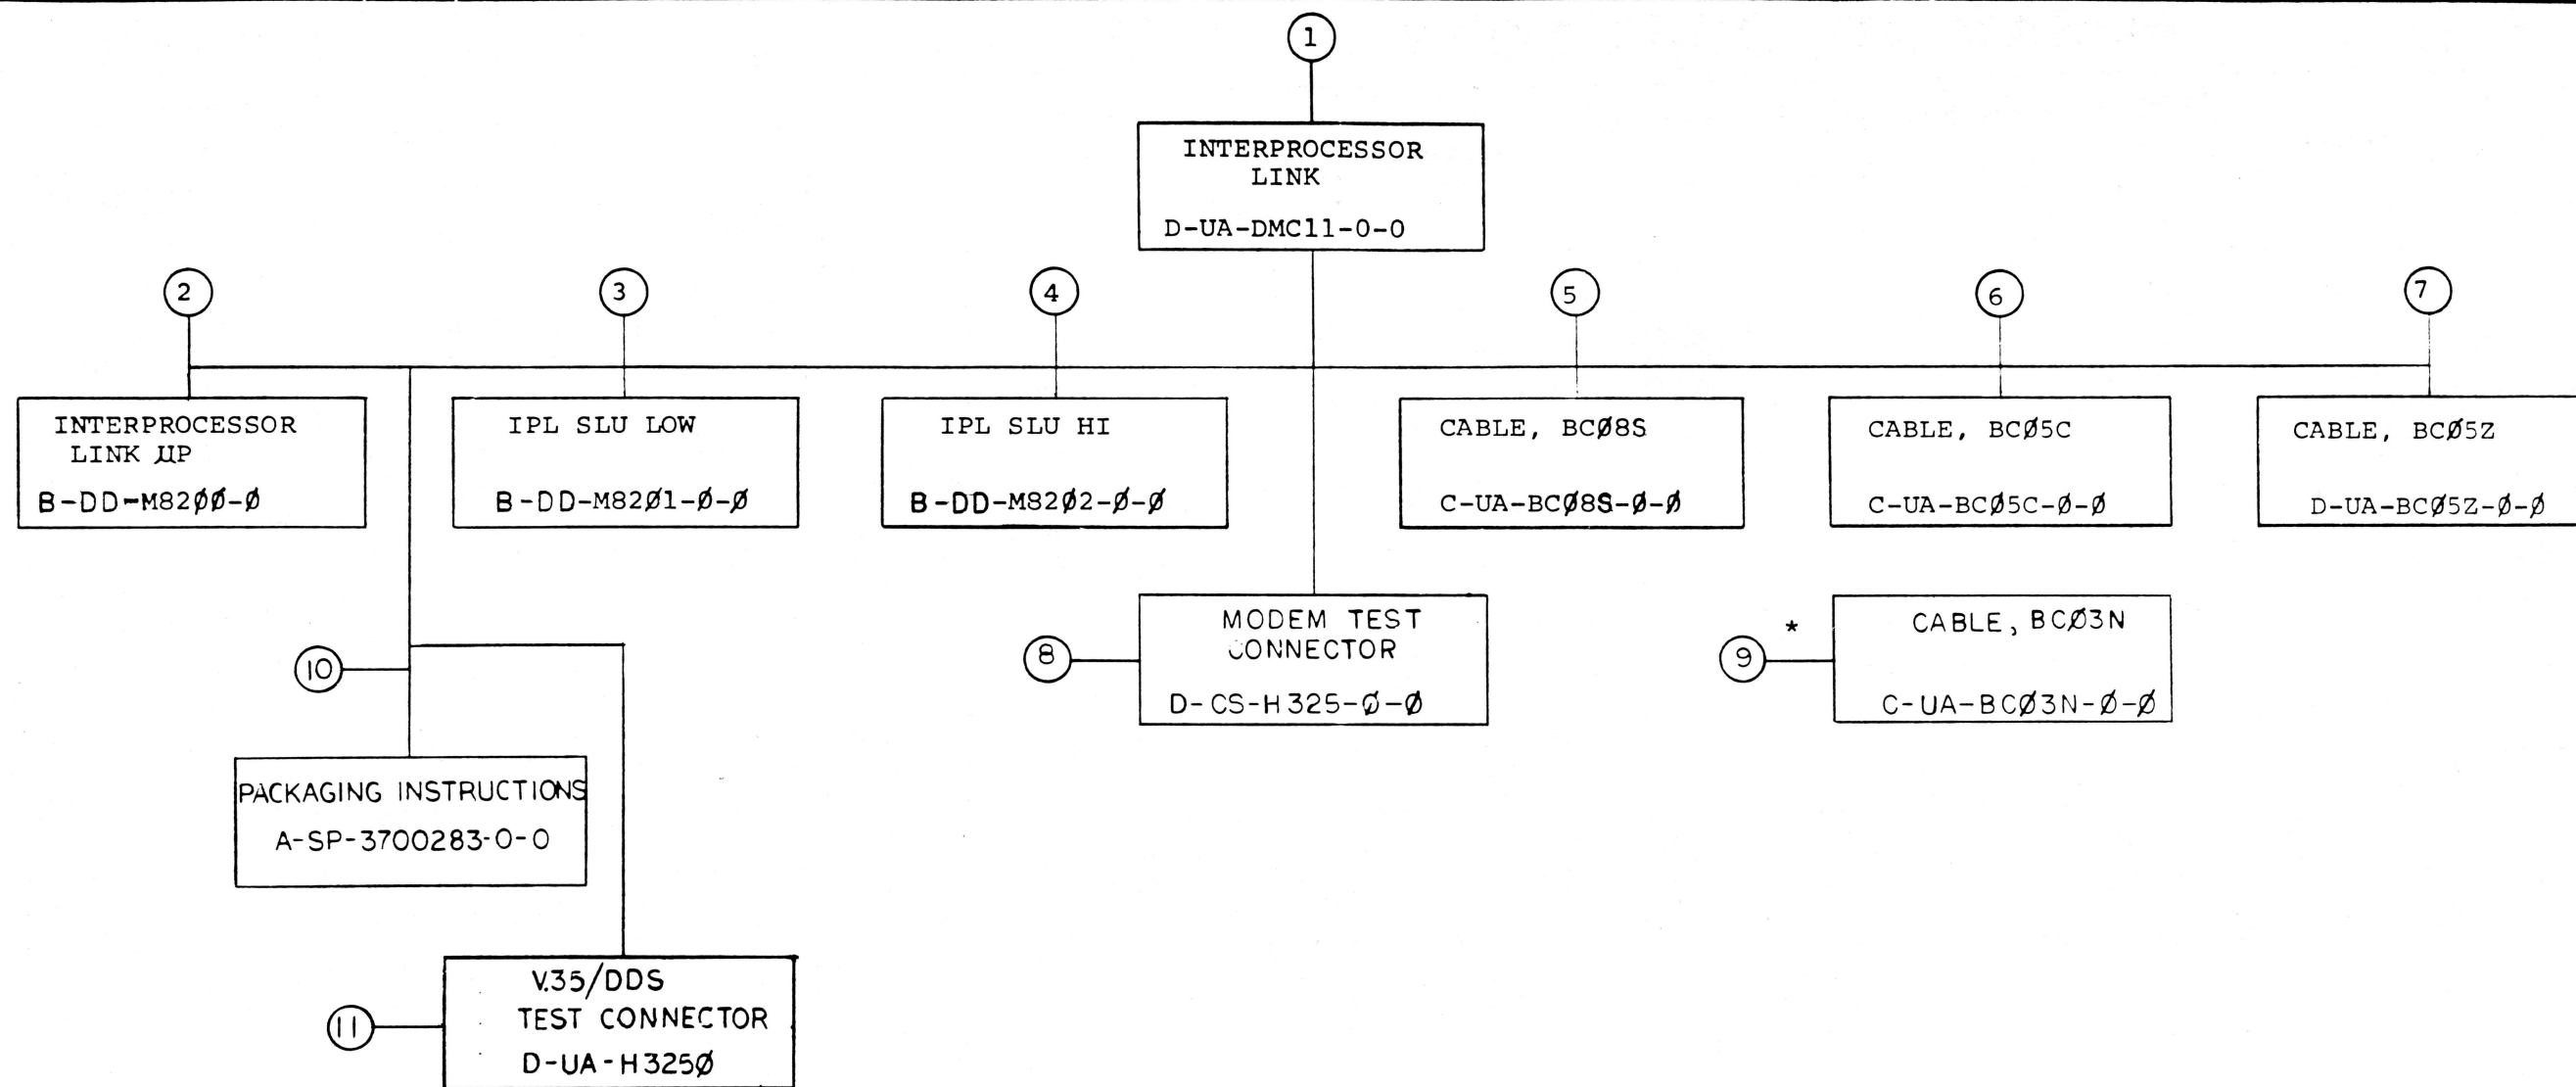 1
INTERPROCESSOR
LINK
D-UA-DMC11-0-0
2
3
4
5
6
7
INTERPROCESSOR
LINK µP
B-DD-M82ØØ-Ø
IPL SLU LOW
B-DD-M82Ø1-Ø-Ø
IPL SLU HI
B-DD-M82Ø2-Ø-Ø
CABLE, BCØ8S
C-UA-BCØ8S-Ø-Ø
CABLE, BCØ5C
C-UA-BCØ5C-Ø-Ø
CABLE, BCØ5Z
D-UA-BCØ5Z-Ø-Ø
10
8
MODEM TEST
CONNECTOR
D-CS-H325-Ø-Ø
9
*
CABLE, BCØ3N
C-UA-BCØ3N-Ø-Ø
PACKAGING INSTRUCTIONS
A-SP-3700283-0-0
11
V.35/DDS
TEST CONNECTOR
D-UA-H325Ø